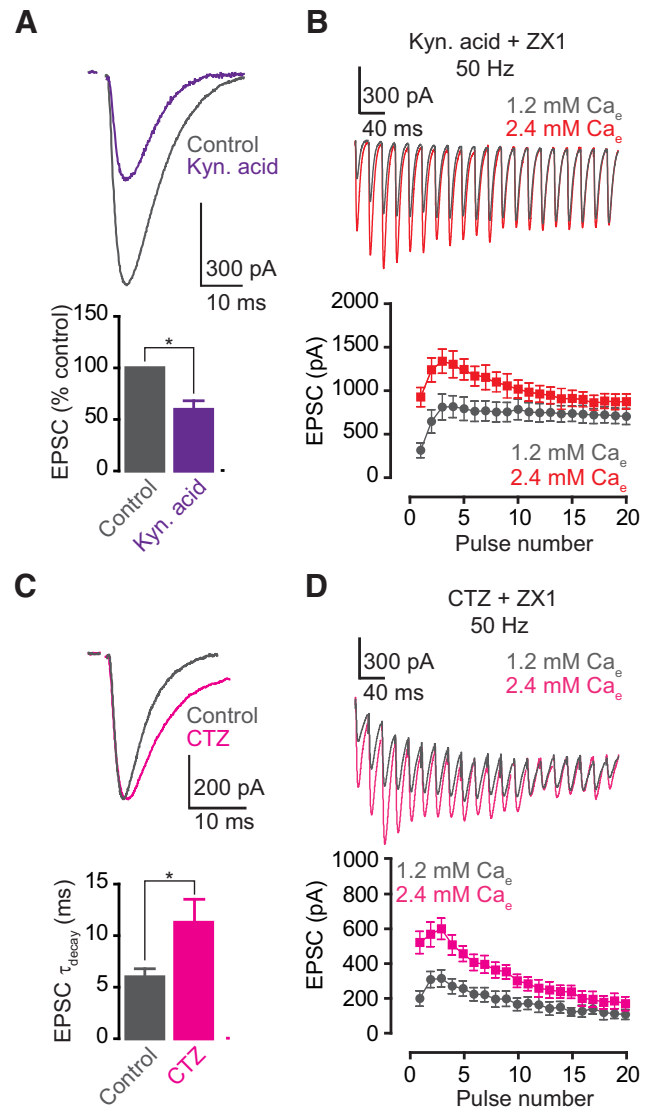 A
Control
Kyn. acid
300 pA
10 ms
EPSC (% control)
150
100
50
0
*
Control
Kyn. acid
B
Kyn. acid + ZX1
50 Hz
300 pA
40 ms
1.2 mM Cae
2.4 mM Cae
EPSC (pA)
2000
1500
1000
500
0
1.2 mM Cae
2.4 mM Cae
0 5 10 15 20
Pulse number
C
Control
CTZ
200 pA
10 ms
EPSC τdecay (ms)
15
10
5
0
*
Control
CTZ
D
CTZ + ZX1
50 Hz
300 pA
40 ms
1.2 mM Cae
2.4 mM Cae
EPSC (pA)
1000
800
600
400
200
0
1.2 mM Cae
2.4 mM Cae
0 5 10 15 20
Pulse number